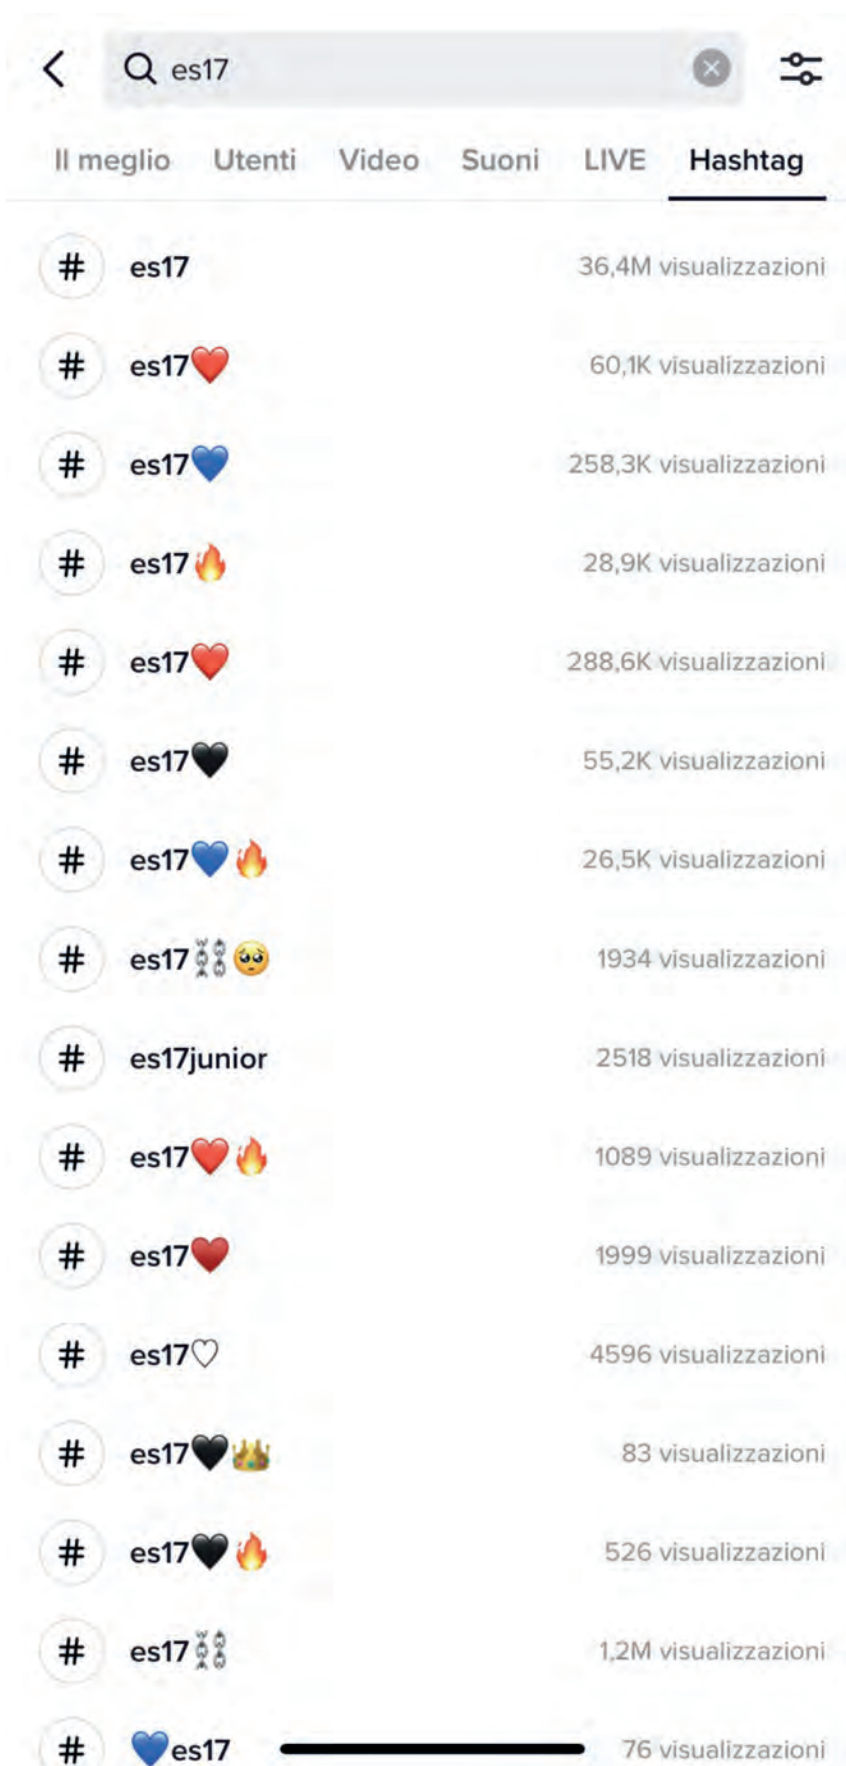 es17
Il meglio Utenti Video Suoni LIVE Hashtag
# es17 36,4M visualizzazioni
# es17❤️ 60,1K visualizzazioni
# es17💙 258,3K visualizzazioni
# es17🔥 28,9K visualizzazioni
# es17❤️ 288,6K visualizzazioni
# es17🖤 55,2K visualizzazioni
# es17💙🔥 26,5K visualizzazioni
# es17⛓🥺 1934 visualizzazioni
# es17junior 2518 visualizzazioni
# es17❤️🔥 1089 visualizzazioni
# es17♥️ 1999 visualizzazioni
# es17♡ 4596 visualizzazioni
# es17🖤👑 83 visualizzazioni
# es17🖤🔥 526 visualizzazioni
# es17⛓ 1,2M visualizzazioni
# 💙es17 76 visualizzazioni